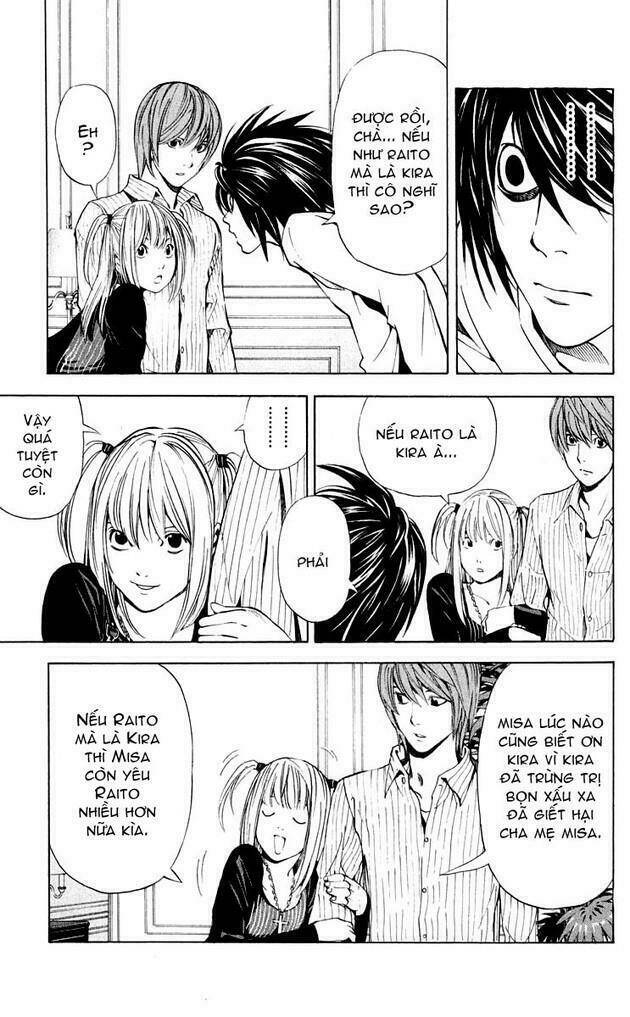 ĐƯỢC RỒI,
CHÀ... NẾU
NHƯ RAITO
MÀ LÀ KIRA
THÌ CÔ NGHĨ
SAO?
EH
?
NẾU RAITO LÀ
KIRA À...
PHẢI
VẬY
QUÁ
TUYỆT
CÒN
GÌ.
MISA LÚC NÀO
CŨNG BIẾT ƠN
KIRA VÌ KIRA
ĐÃ TRỪNG TRỊ
BỌN XẤU XA
ĐÃ GIẾT HẠI
CHA MẸ MISA.
NẾU RAITO
MÀ LÀ KIRA
THÌ MISA
CÒN YÊU
RAITO
NHIỀU HƠN
NỮA KÌA.